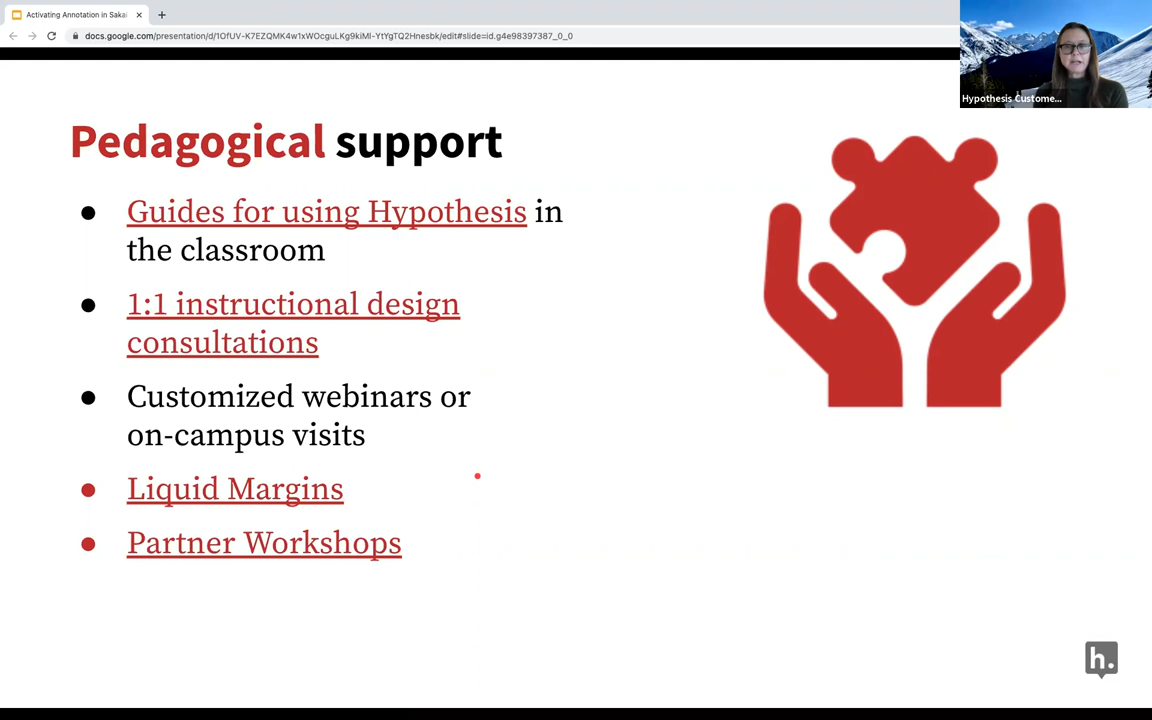 Activating Annotation in Sakai
docs.google.com/presentation/d/1OfUV-K7EZQMK4w1xWOcguLKg9kiMI-YtYgTQ2Hnesbk/edit#slide=id.g4e98397387_0_0
Hypothesis Custome...
Pedagogical support
● Guides for using Hypothesis in
the classroom
● 1:1 instructional design
consultations
● Customized webinars or
on-campus visits
● Liquid Margins
● Partner Workshops
h.